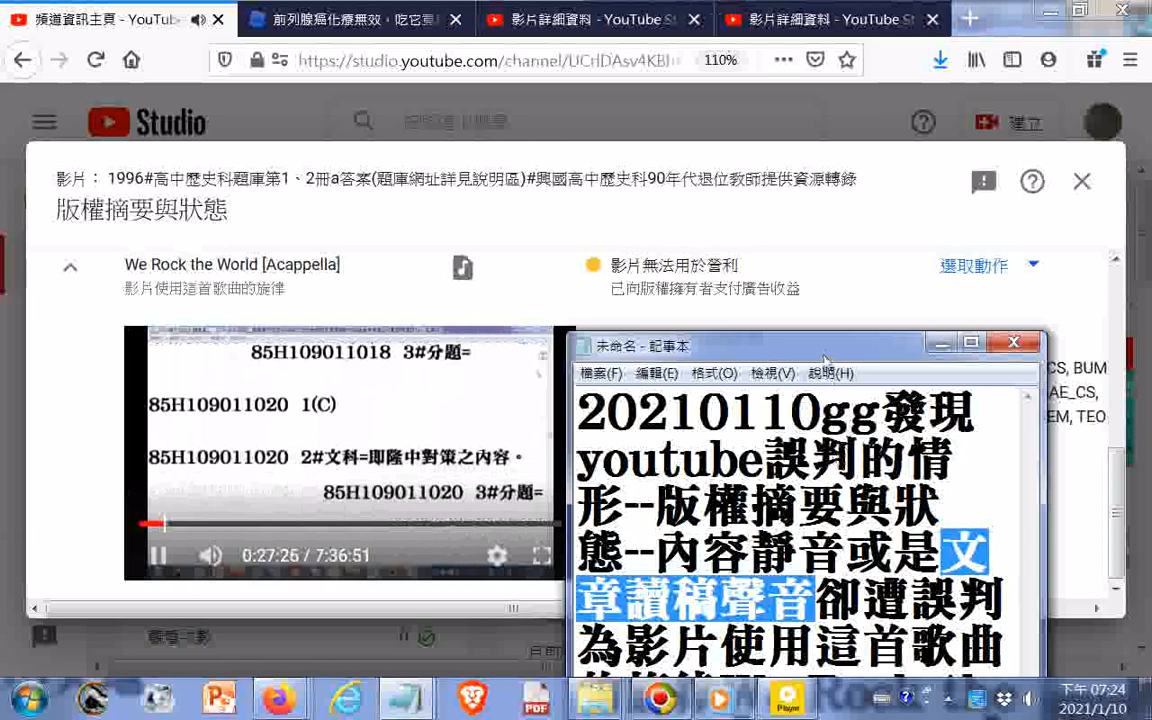 頻道資訊主頁 - YouTub
前列腺癌化療無效，吃它竟
影片詳細資料 - YouTube St
影片詳細資料 - YouTube St
https://studio.youtube.com/channel/UCrlDAsv4KBJ
110%
Studio
建立
影片： 1996#高中歷史科題庫第1、2冊a答案(題庫網址詳見說明區)#興國高中歷史科90年代退位教師提供資源轉錄
版權摘要與狀態
We Rock the World [Acappella]
影片使用這首歌曲的旋律
影片無法用於營利
已向版權擁有者支付廣告收益
選取動作
85H109011018 3#分題=
85H109011020 1(C)
85H109011020 2#文科=即隆中對策之內容。
85H109011020 3#分題=
0:27:26 / 7:36:51
CS, BUM
AE_CS,
EM, TEO
未命名 - 記事本
檔案(F) 編輯(E) 格式(O) 檢視(V) 說明(H)
20210110gg發現
youtube誤判的情
形--版權摘要與狀
態--內容靜音或是文
章讀稿聲音卻遭誤判
為影片使用這首歌曲
PDF
Player
下午 07:24
2021/1/10